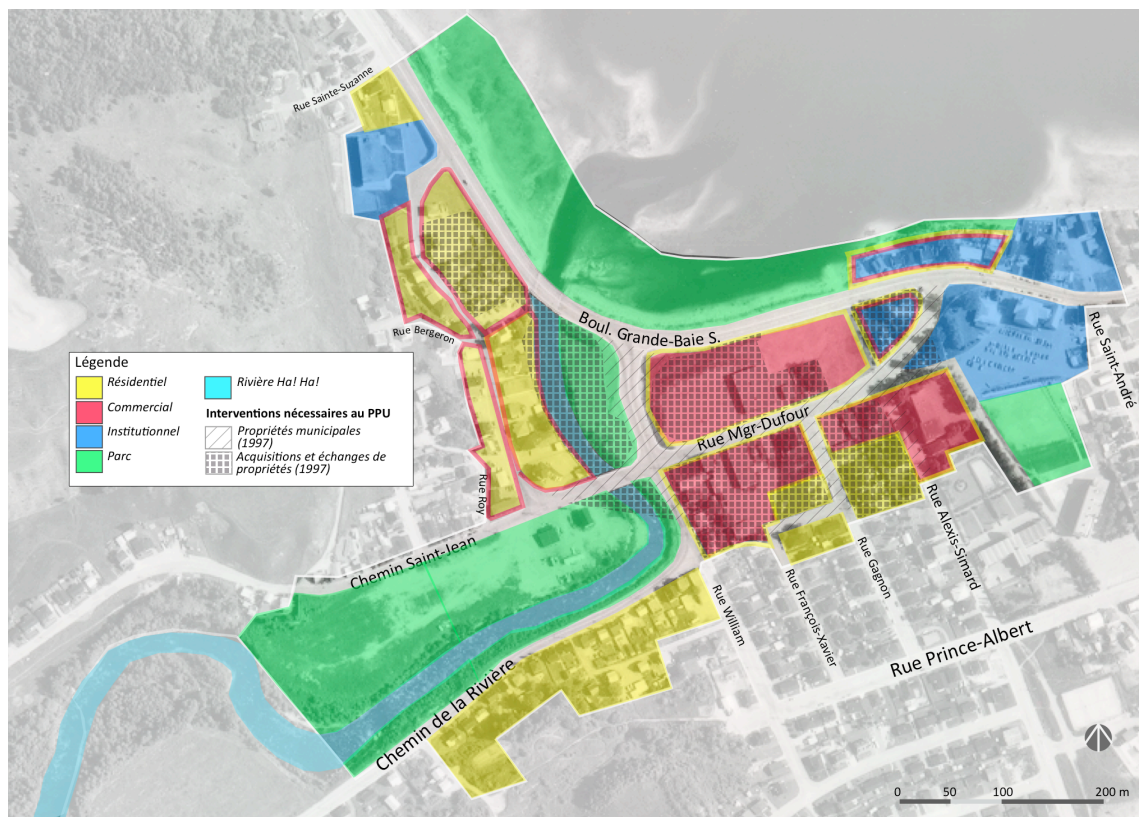 Rue Sainte-Suzanne
Boul. Grande-Baie S.
Rue Saint-André
Rue Bergeron
Légende
Résidentiel
Commercial
Institutionnel
Parc
Rivière Ha! Ha!
Interventions nécessaires au PPU
Propriétés municipales
(1997)
Acquisitions et échanges de
propriétés (1997)
Rue Mgr-Dufour
Rue Roy
Chemin Saint-Jean
Rue Alexis-Simard
Rue Gagnon
Rue François-Xavier
Rue William
Rue Prince-Albert
Chemin de la Rivière
0 50 100 200 m